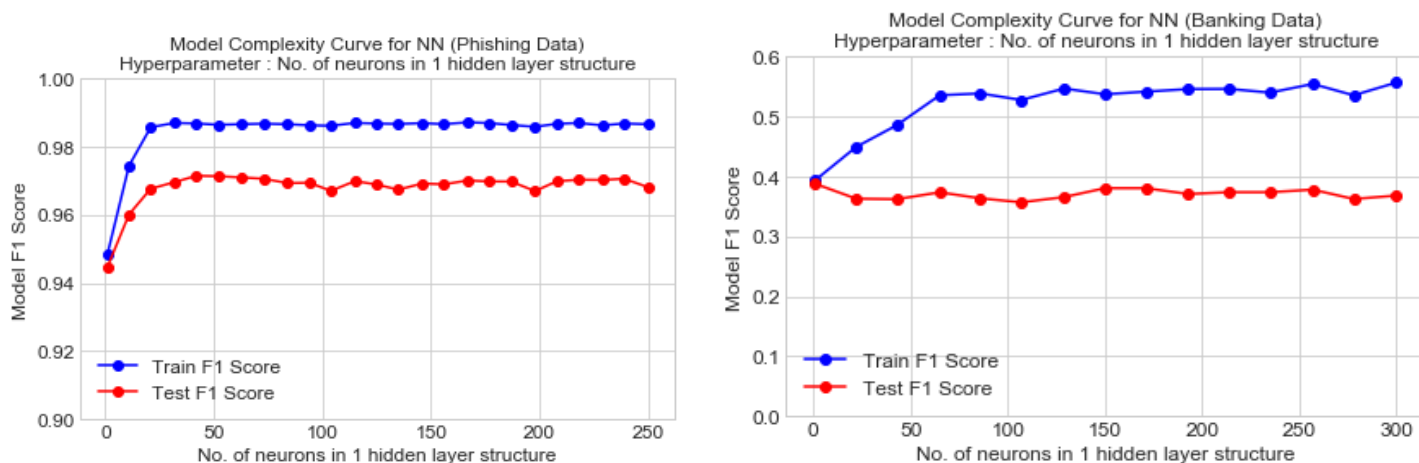 Model Complexity Curve for NN (Phishing Data)
Hyperparameter : No. of neurons in 1 hidden layer structure
1.00
0.98
0.96
0.94
0.92
0.90
Model F1 Score
Train F1 Score
Test F1 Score
0 50 100 150 200 250
No. of neurons in 1 hidden layer structure
Model Complexity Curve for NN (Banking Data)
Hyperparameter : No. of neurons in 1 hidden layer structure
0.6
0.5
0.4
0.3
0.2
0.1
0.0
Model F1 Score
Train F1 Score
Test F1 Score
0 50 100 150 200 250 300
No. of neurons in 1 hidden layer structure